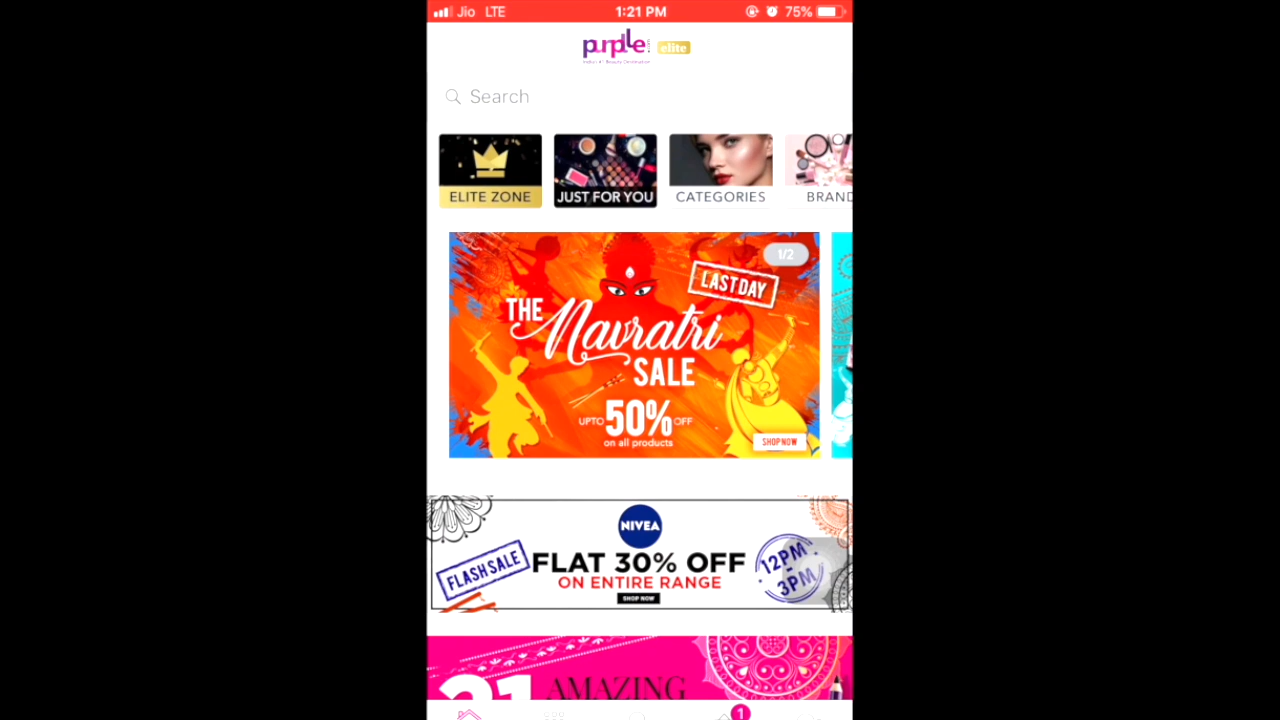 Jio LTE 1:21 PM 75%
purplle.com elite
Search
ELITE ZONE
JUST FOR YOU
CATEGORIES
BRAND
1/2
LAST DAY
THE
Navratri
SALE
UPTO 50% OFF
on all products
SHOP NOW
NIVEA
FLASH SALE
FLAT 30% OFF
ON ENTIRE RANGE
SHOP NOW
12PM
-
3PM
21 AMAZING
1